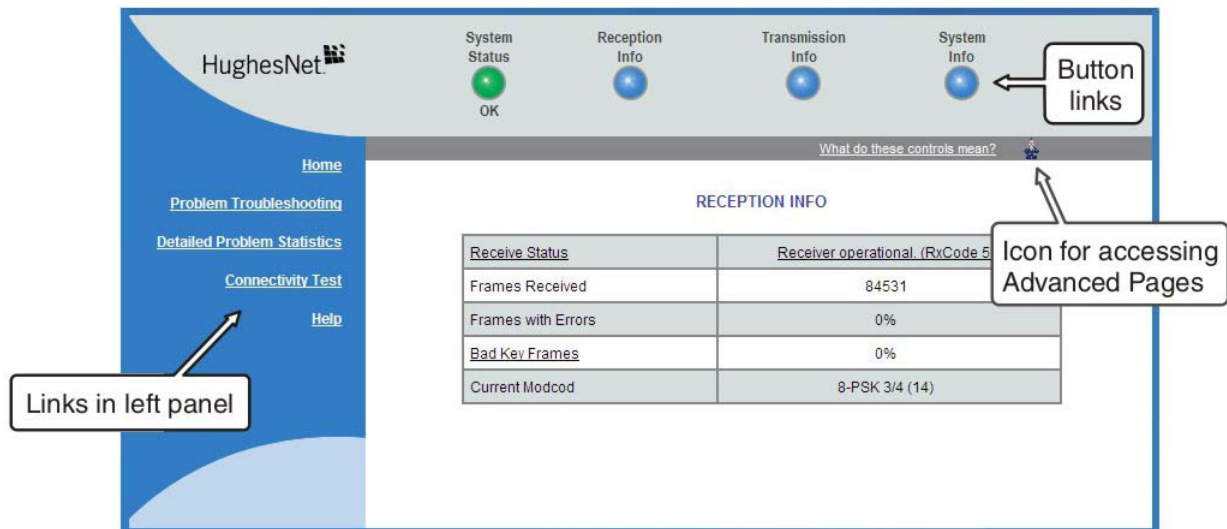 HughesNet.
System
Status
OK
Reception
Info
Transmission
Info
System
Info
Button
links
What do these controls mean?
Home
Problem Troubleshooting
Detailed Problem Statistics
Connectivity Test
Help
Links in left panel
RECEPTION INFO
Receive Status Receiver operational. (RxCode 5
Frames Received 84531
Frames with Errors 0%
Bad Key Frames 0%
Current Modcod 8-PSK 3/4 (14)
Icon for accessing
Advanced Pages